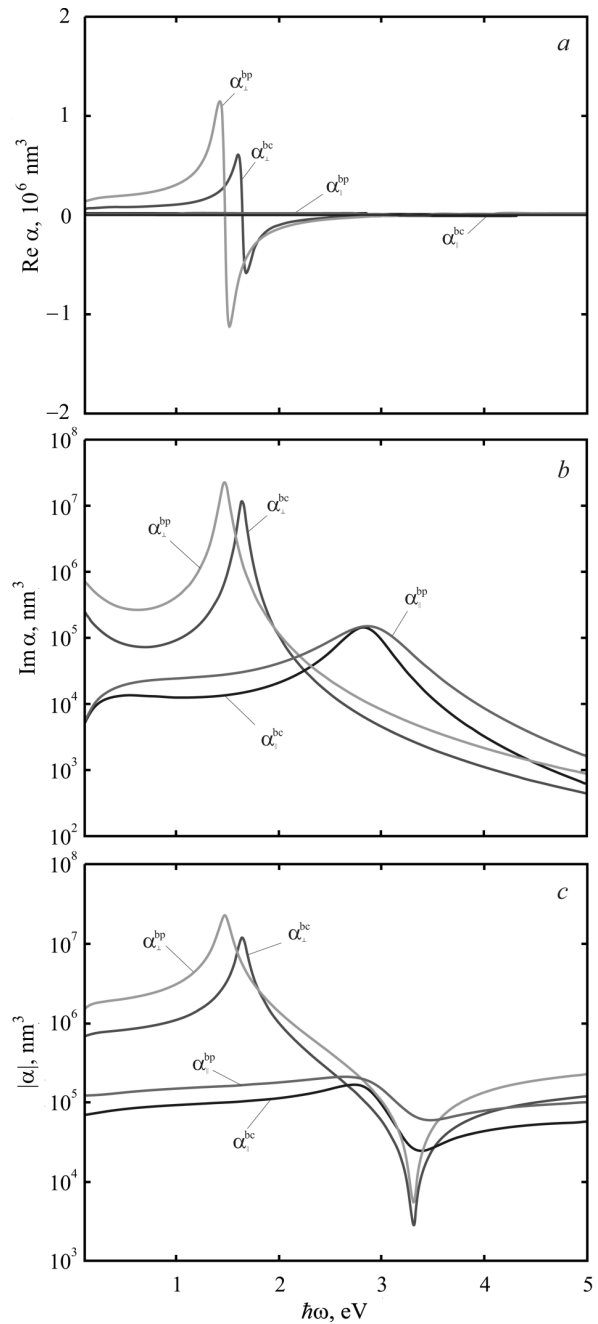 a
2
1
0
−1
−2
Re α, 10⁶ nm³
α⊥ᵇᵖ
α⊥ᵇᶜ
α∥ᵇᵖ
α∥ᵇᶜ
b
10⁸
10⁷
10⁶
10⁵
10⁴
10³
10²
Im α, nm³
α⊥ᵇᵖ
α⊥ᵇᶜ
α∥ᵇᵖ
α∥ᵇᶜ
c
10⁸
10⁷
10⁶
10⁵
10⁴
10³
|α|, nm³
α⊥ᵇᵖ
α⊥ᵇᶜ
α∥ᵇᵖ
α∥ᵇᶜ
1 2 3 4 5
ħω, eV